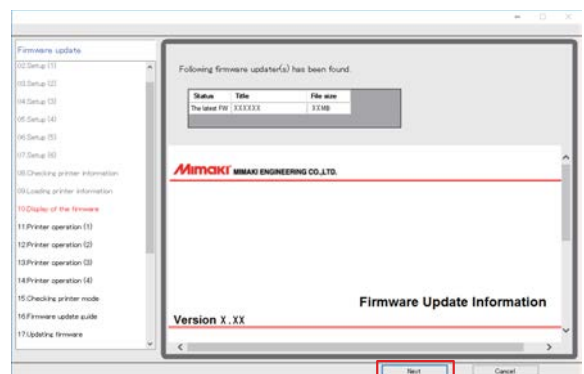 Firmware update
02.Setup (1)
03.Setup (2)
04.Setup (3)
05.Setup (4)
06.Setup (5)
07.Setup (6)
08.Checking printer information
09.Loading printer information
10.Display of the firmware
11.Printer operation (1)
12.Printer operation (2)
13.Printer operation (3)
14.Printer operation (4)
15.Checking printer mode
16.Firmware update guide
17.Updating firmware
Following firmware updater(s) has been found.
Status Title File size
The latest FW XXXXXX XXMB
Mimaki MIMAKI ENGINEERING CO.,LTD.
Firmware Update Information
Version X.XX
Next Cancel